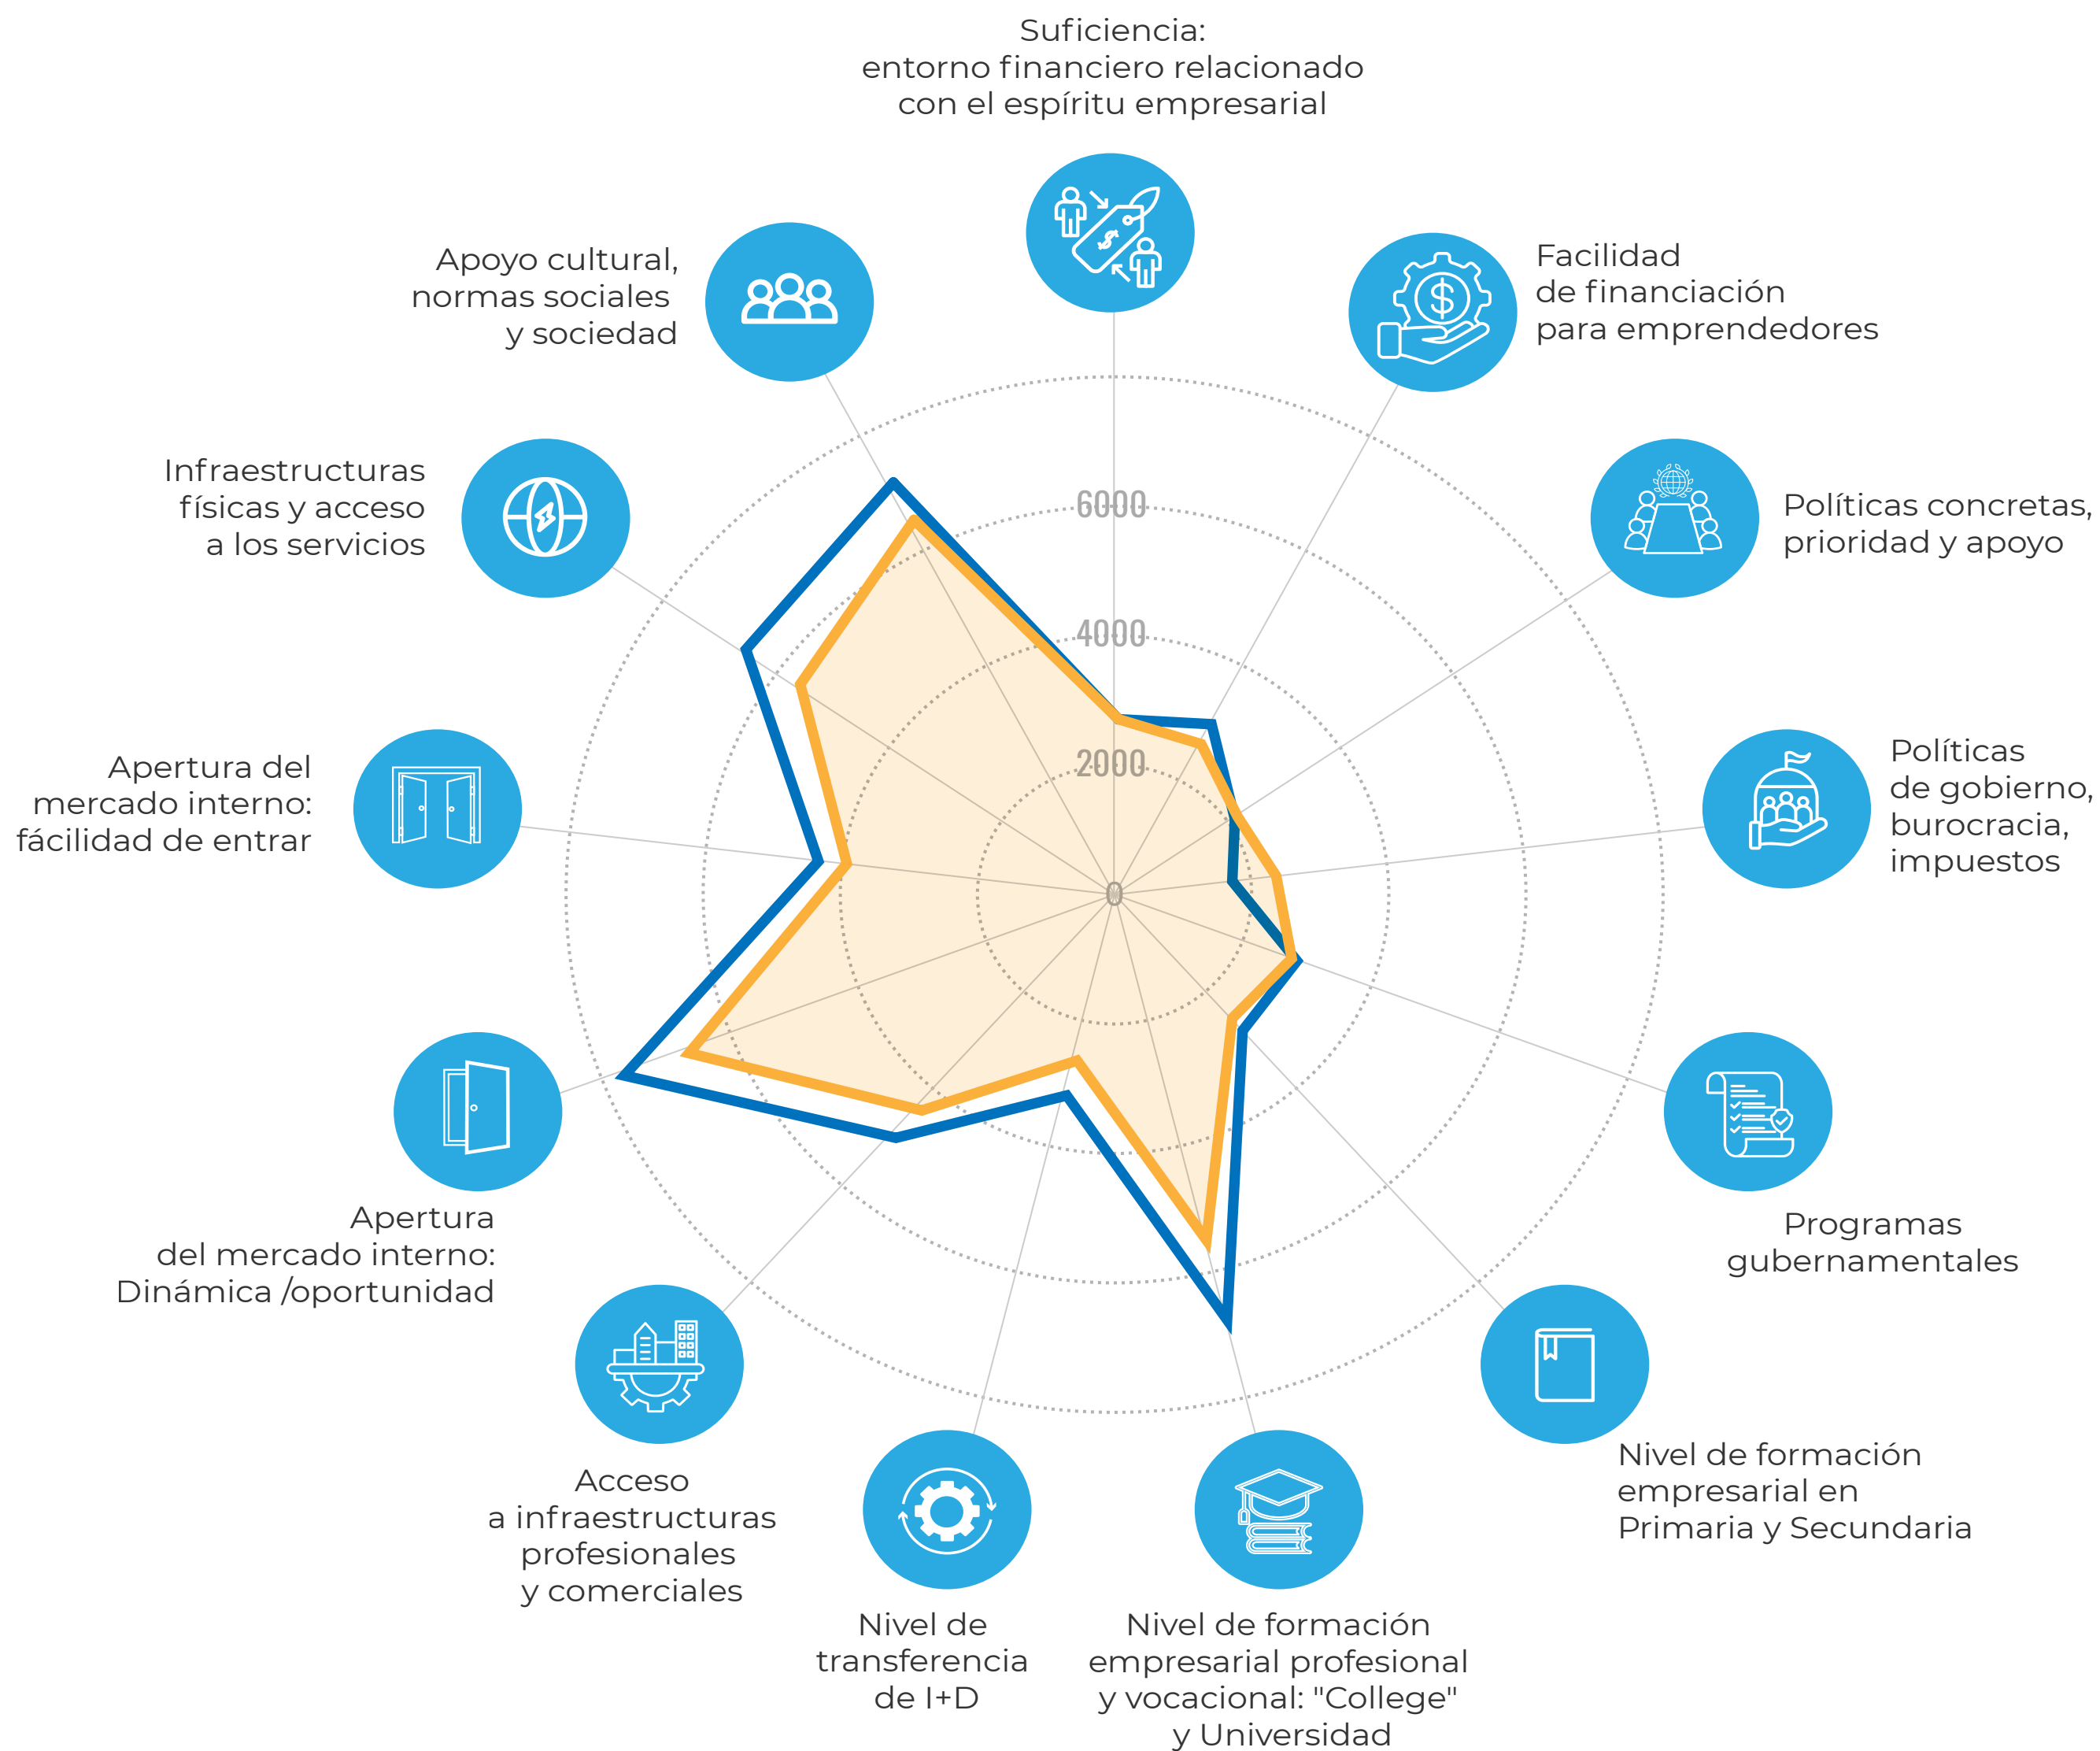 Suficiencia:
entorno financiero relacionado
con el espíritu empresarial
Facilidad
de financiación
para emprendedores
Políticas concretas,
prioridad y apoyo
Políticas
de gobierno,
burocracia,
impuestos
Programas
gubernamentales
Nivel de formación
empresarial en
Primaria y Secundaria
Nivel de formación
empresarial profesional
y vocacional: "College"
y Universidad
Nivel de
transferencia
de I+D
Acceso
a infraestructuras
profesionales
y comerciales
Apertura
del mercado interno:
Dinámica /oportunidad
Apertura del
mercado interno:
fácilidad de entrar
Infraestructuras
físicas y acceso
a los servicios
Apoyo cultural,
normas sociales
y sociedad
6000
4000
2000
0